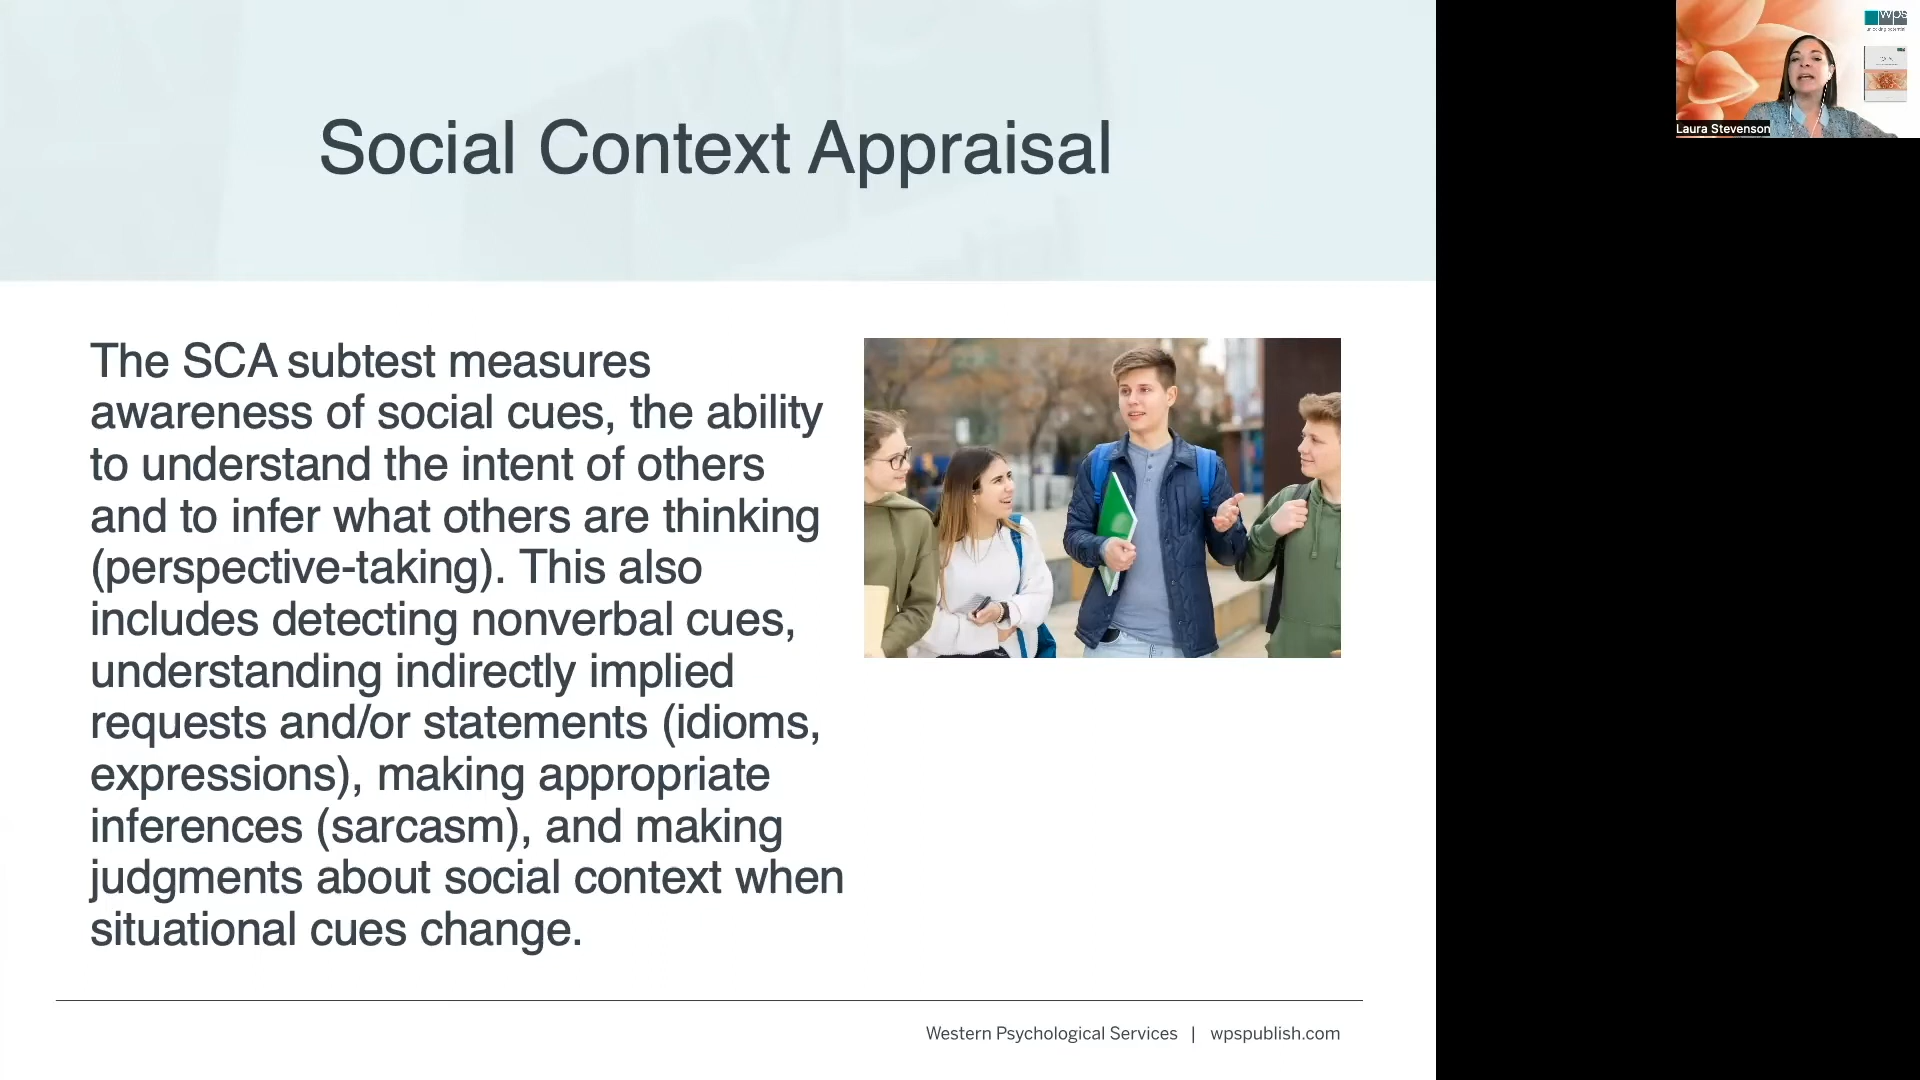 Social Context Appraisal
The SCA subtest measures
awareness of social cues, the ability
to understand the intent of others
and to infer what others are thinking
(perspective-taking). This also
includes detecting nonverbal cues,
understanding indirectly implied
requests and/or statements (idioms,
expressions), making appropriate
inferences (sarcasm), and making
judgments about social context when
situational cues change.
Western Psychological Services | wpspublish.com
wps
Laura Stevenson